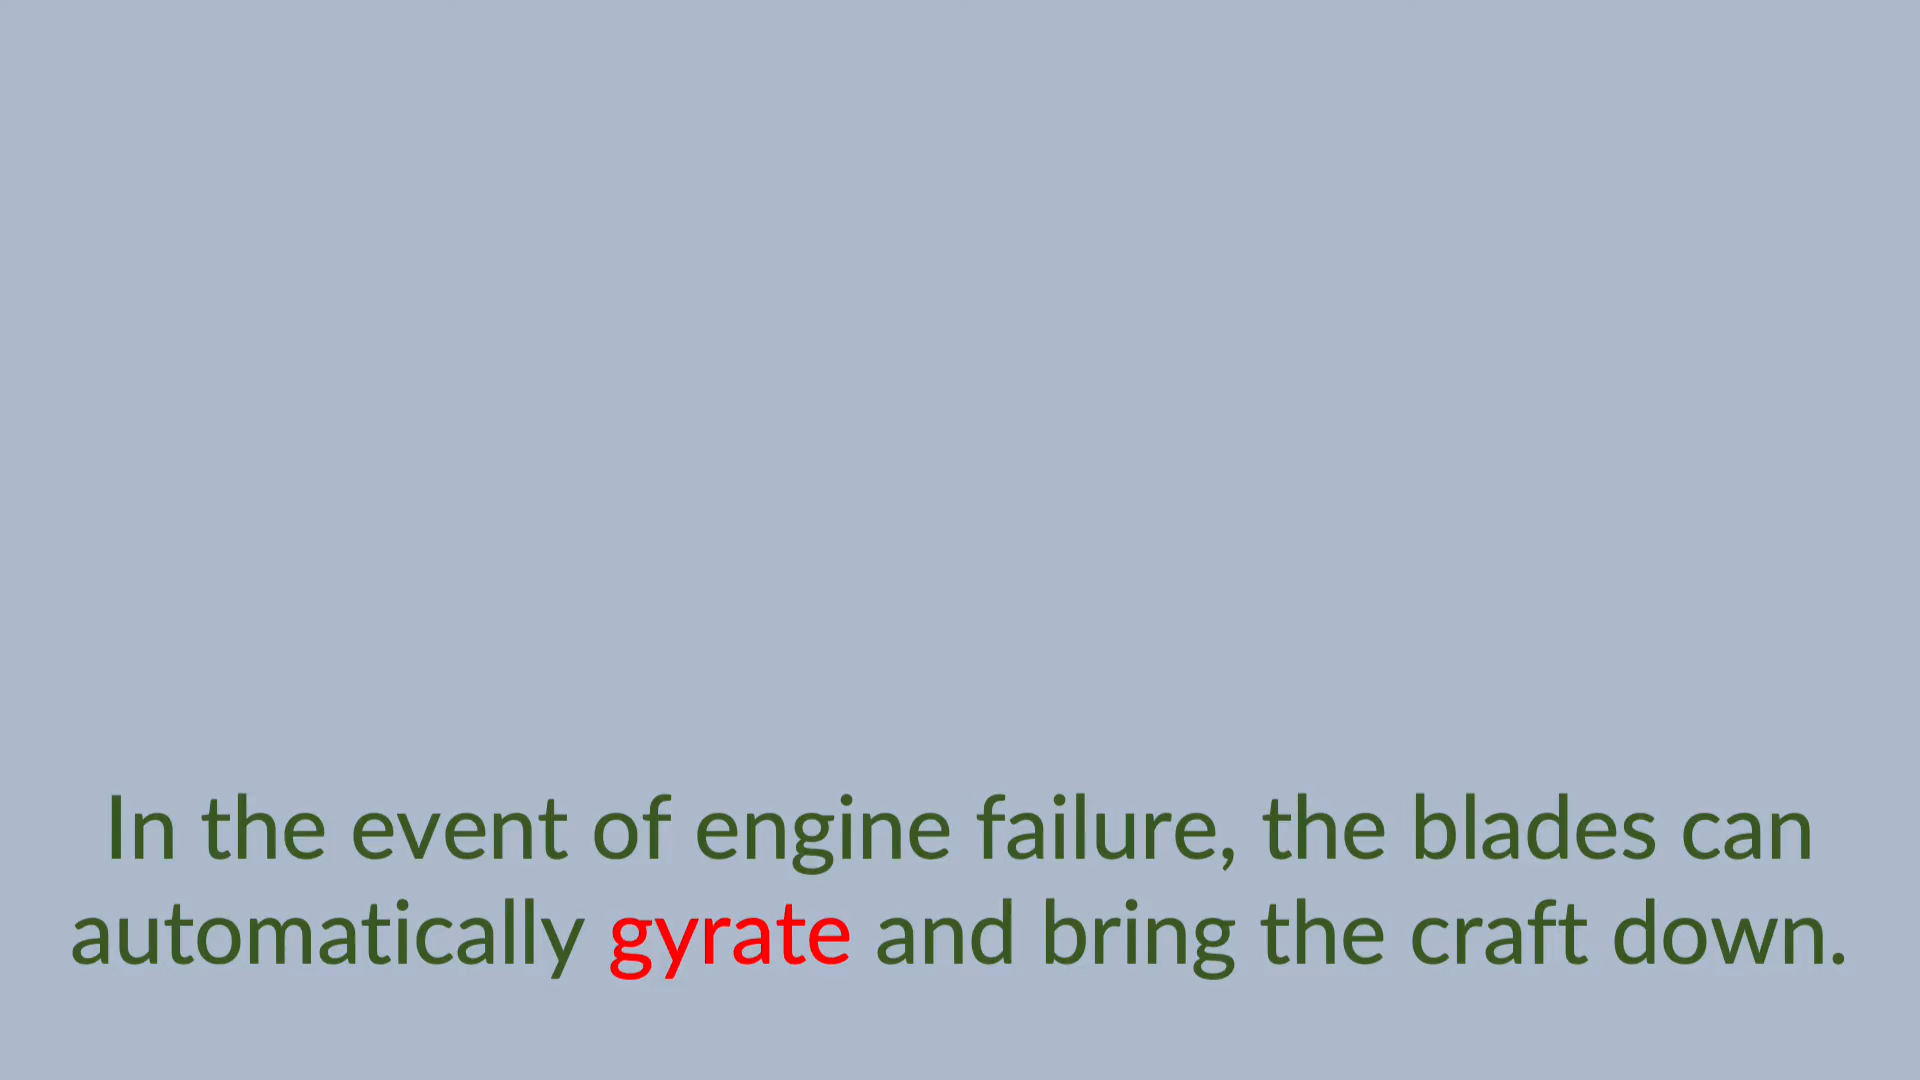 In the event of engine failure, the blades can
automatically gyrate and bring the craft down.